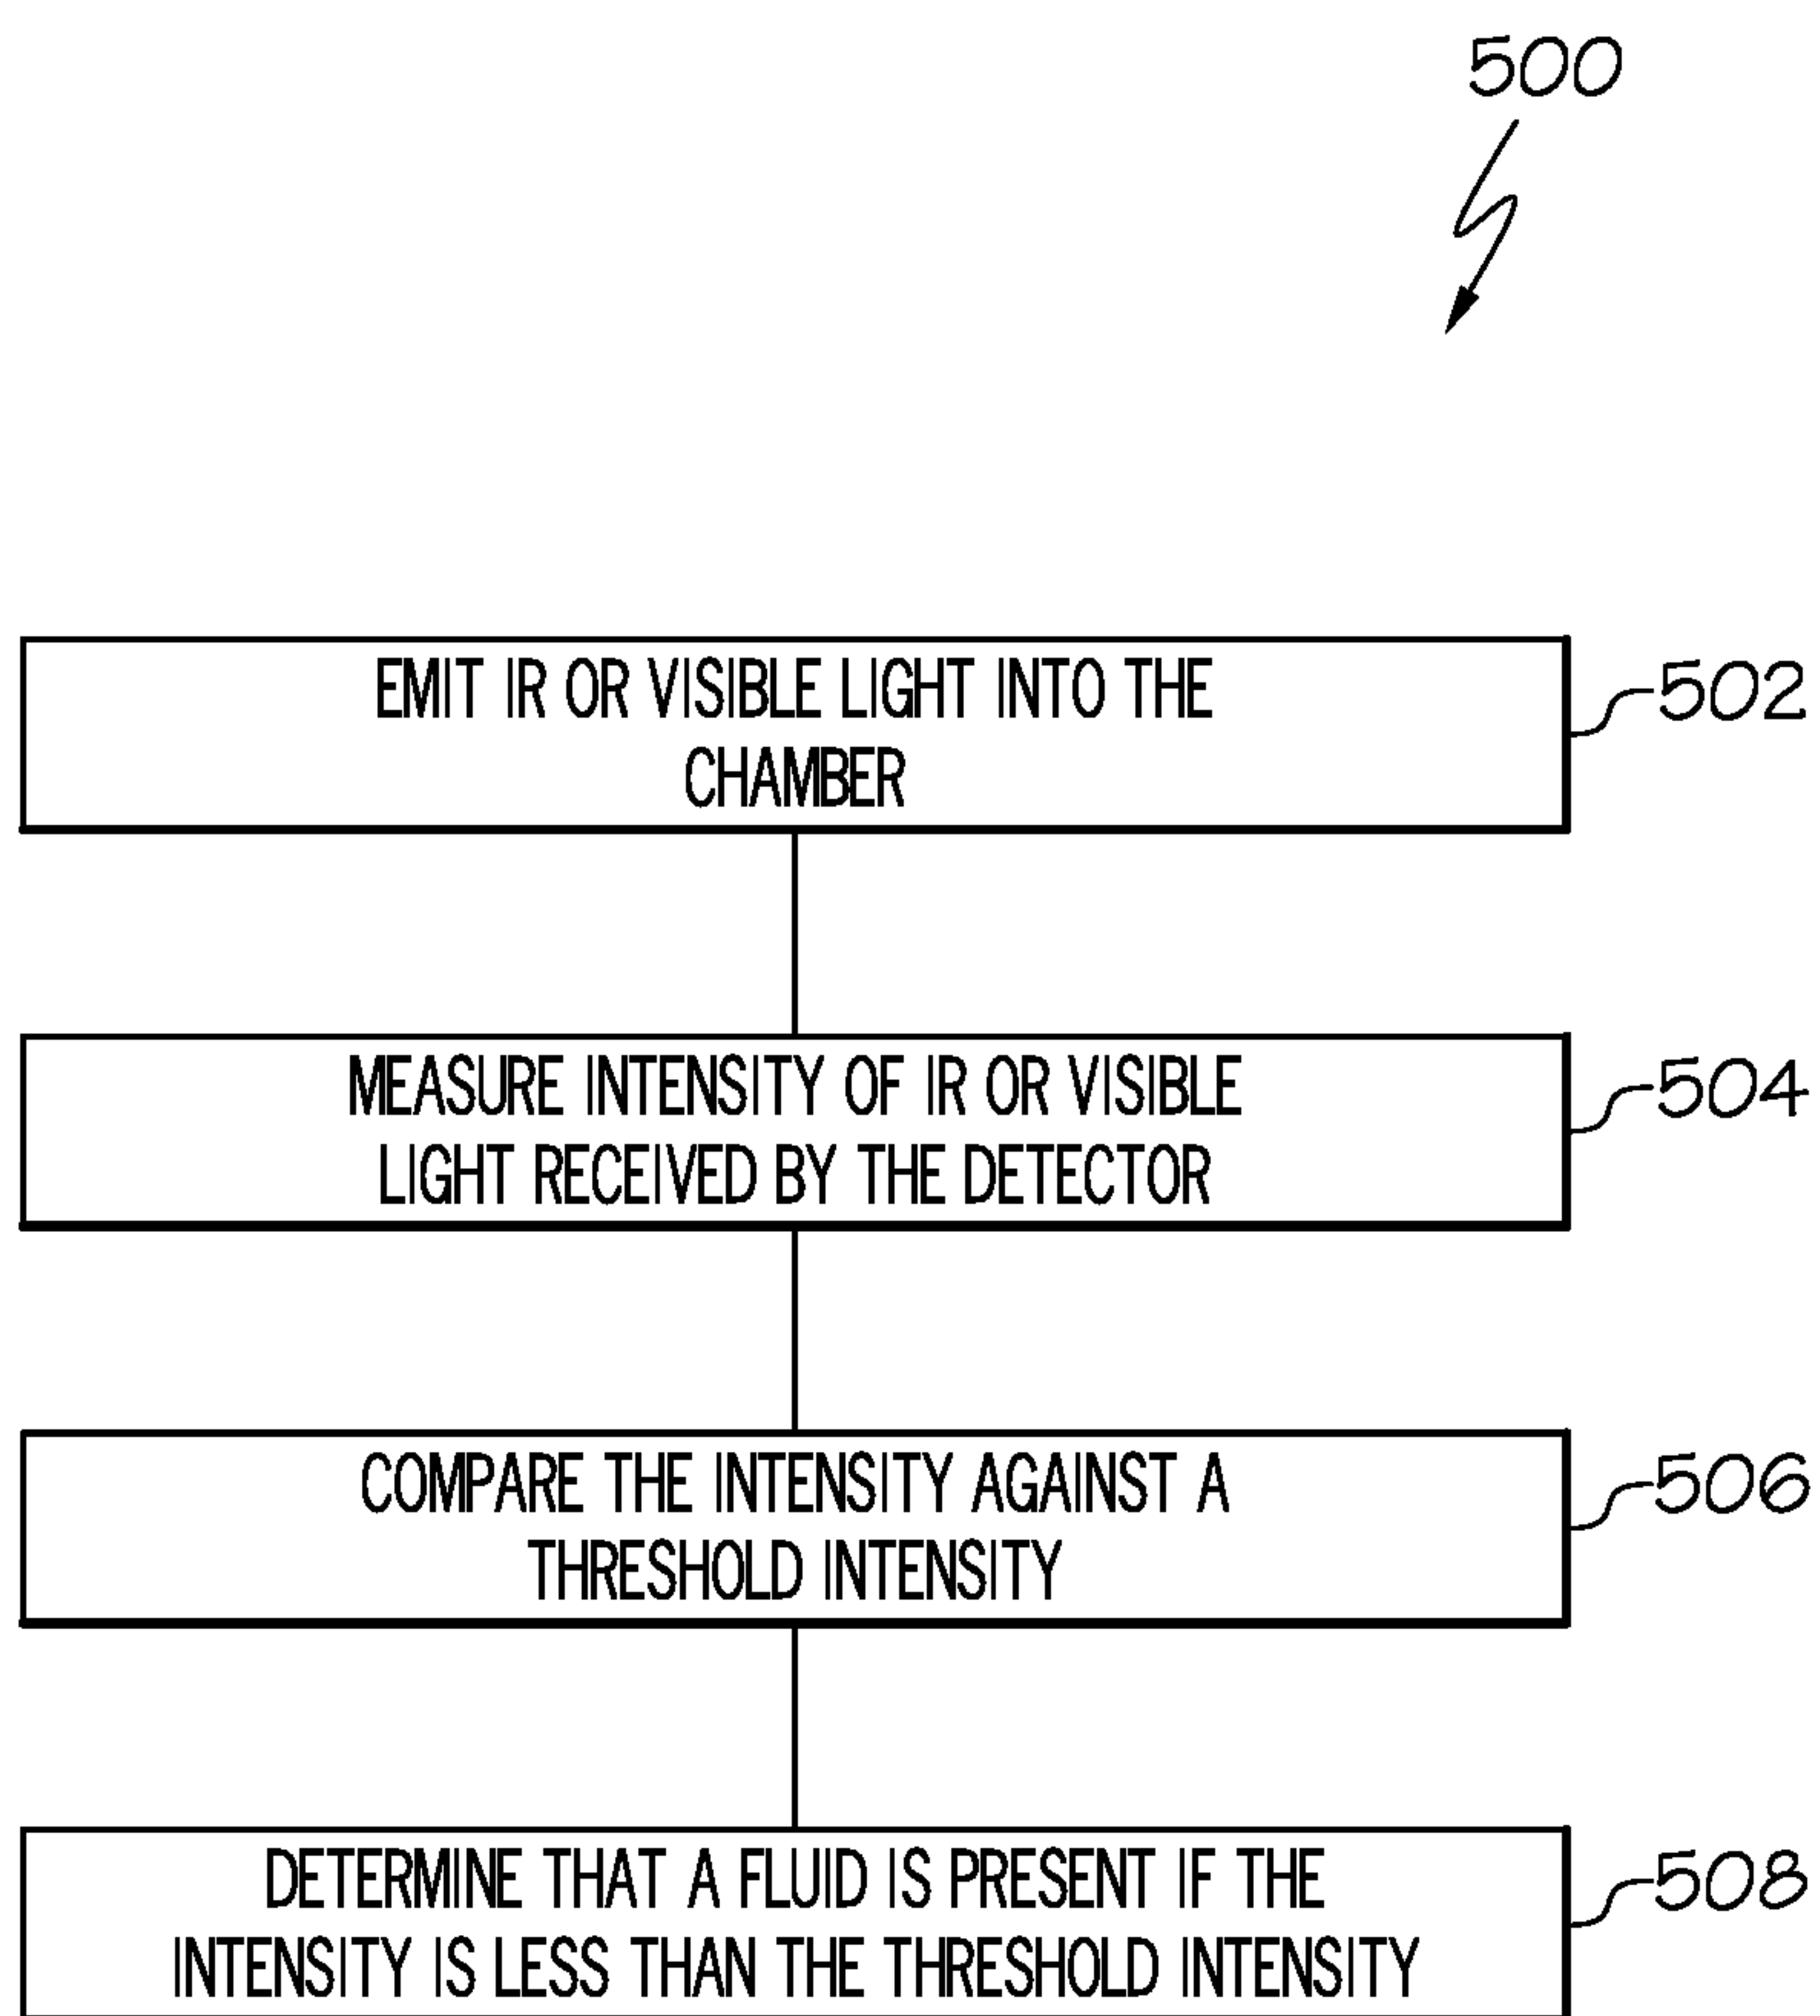 500
EMIT IR OR VISIBLE LIGHT INTO THE
CHAMBER
502
MEASURE INTENSITY OF IR OR VISIBLE
LIGHT RECEIVED BY THE DETECTOR
504
COMPARE THE INTENSITY AGAINST A
THRESHOLD INTENSITY
506
DETERMINE THAT A FLUID IS PRESENT IF THE
INTENSITY IS LESS THAN THE THRESHOLD INTENSITY
508